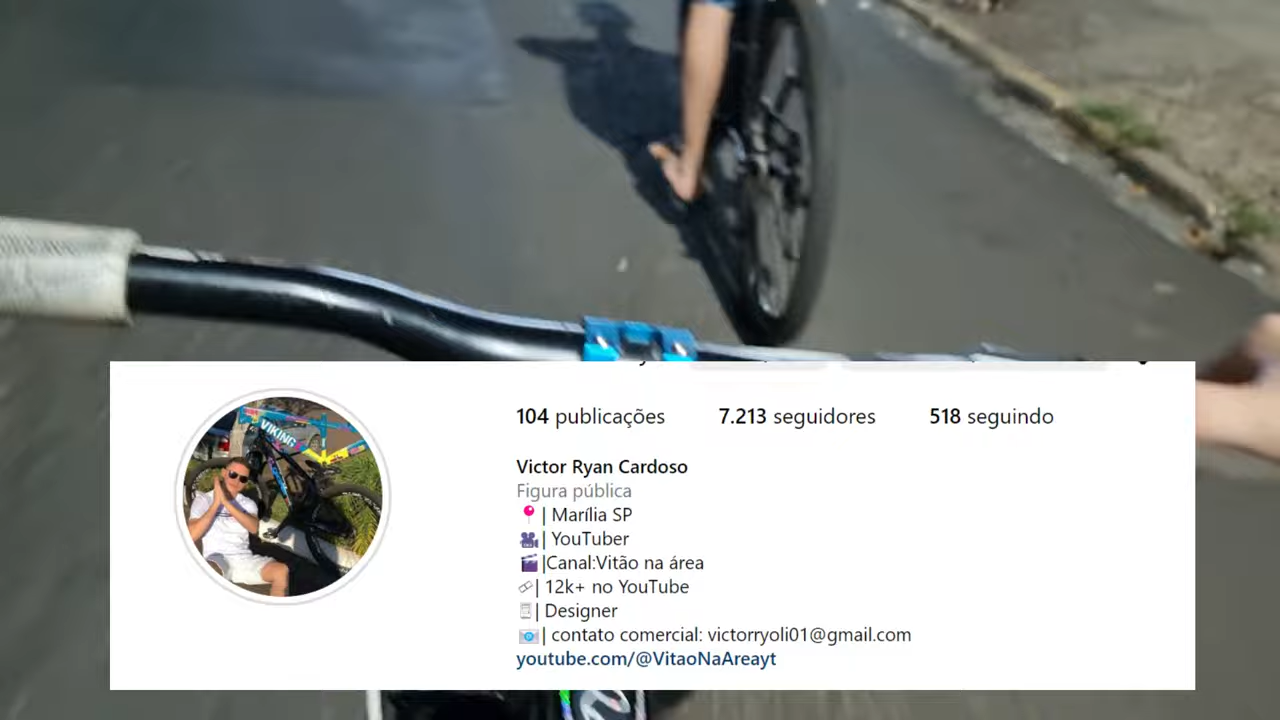 104 publicações 7.213 seguidores 518 seguindo
Victor Ryan Cardoso
Figura pública
📍| Marília SP
🎥| YouTuber
🎬|Canal:Vitão na área
| 12k+ no YouTube
| Designer
📧| contato comercial: victorryoli01@gmail.com
youtube.com/@VitaoNaAreayt
VIKING